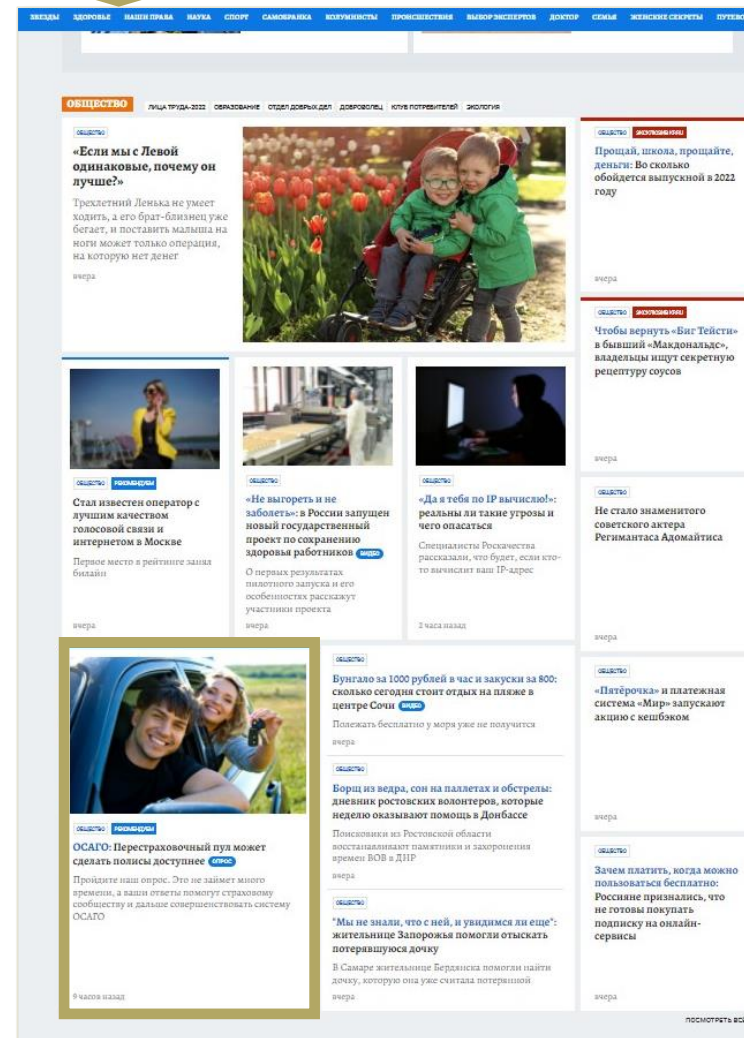 ЗВЕЗДЫ ЗДОРОВЬЕ НАШИ ПРАВА НАУКА СПОРТ САМОБРАНКА КОЛУМНИСТЫ ПРОИСШЕСТВИЯ ВЫБОР ЭКСПЕРТОВ ДОКТОР СЕМЬЯ ЖЕНСКИЕ СЕКРЕТЫ ПУТЕВО
ОБЩЕСТВО ЛИЦА ТРУДА-2022 ОБРАЗОВАНИЕ ОТДЕЛ ДОБРЫХ ДЕЛ ДОБРОВОЛЕЦ КЛУБ ПОТРЕБИТЕЛЕЙ ЭКОЛОГИЯ
ОБЩЕСТВО
«Если мы с Левой
одинаковые, почему он
лучше?»
Трехлетний Ленька не умеет
ходить, а его брат-близнец уже
бегает, и поставить малыша на
ноги может только операция,
на которую нет денег
вчера
ОБЩЕСТВО ЭКСКЛЮЗИВ KP.RU
Прощай, школа, прощайте,
деньги: Во сколько
обойдется выпускной в 2022
году
вчера
ОБЩЕСТВО ЭКСКЛЮЗИВ KP.RU
Чтобы вернуть «Биг Тейсти»
в бывший «Макдональдс»,
владельцы ищут секретную
рецептуру соусов
вчера
ОБЩЕСТВО РЕКОМЕНДУЕМ
Стал известен оператор с
лучшим качеством
голосовой связи и
интернетом в Москве
Первое место в рейтинге занял
билайн
вчера
ОБЩЕСТВО
«Не выгореть и не
заболеть»: в России запущен
новый государственный
проект по сохранению
здоровья работников ВИДЕО
О первых результатах
пилотного запуска и его
особенностях расскажут
участники проекта
вчера
ОБЩЕСТВО
«Да я тебя по IP вычислю!»:
реальны ли такие угрозы и
чего опасаться
Специалисты Роскачества
рассказали, что будет, если кто-
то вычислит ваш IP-адрес
2 часа назад
ОБЩЕСТВО
Не стало знаменитого
советского актера
Регимантаса Адомайтиса
вчера
ОБЩЕСТВО РЕКОМЕНДУЕМ
ОСАГО: Перестраховочный пул может
сделать полисы доступнее ОПРОС
Пройдите наш опрос. Это не займет много
времени, а ваши ответы помогут страховому
сообществу и дальше совершенствовать систему
ОСАГО
9 часов назад
ОБЩЕСТВО
Бунгало за 1000 рублей в час и закуски за 800:
сколько сегодня стоит отдых на пляже в
центре Сочи ВИДЕО
Полежать бесплатно у моря уже не получится
вчера
ОБЩЕСТВО
Борщ из ведра, сон на паллетах и обстрелы:
дневник ростовских волонтеров, которые
неделю оказывают помощь в Донбассе
Поисковики из Ростовской области
восстанавливают памятники и захоронения
времен ВОВ в ДНР
вчера
ОБЩЕСТВО
"Мы не знали, что с ней, и увидимся ли еще":
жительнице Запорожья помогли отыскать
потерявшуюся дочку
В Самаре жительнице Бердянска помогли найти
дочку, которую она уже считала потерянной
вчера
ОБЩЕСТВО
«Пятёрочка» и платежная
система «Мир» запускают
акцию с кешбэком
вчера
ОБЩЕСТВО
Зачем платить, когда можно
пользоваться бесплатно:
Россияне признались, что
не готовы покупать
подписку на онлайн-
сервисы
вчера
ПОСМОТРЕТЬ ВСЕ